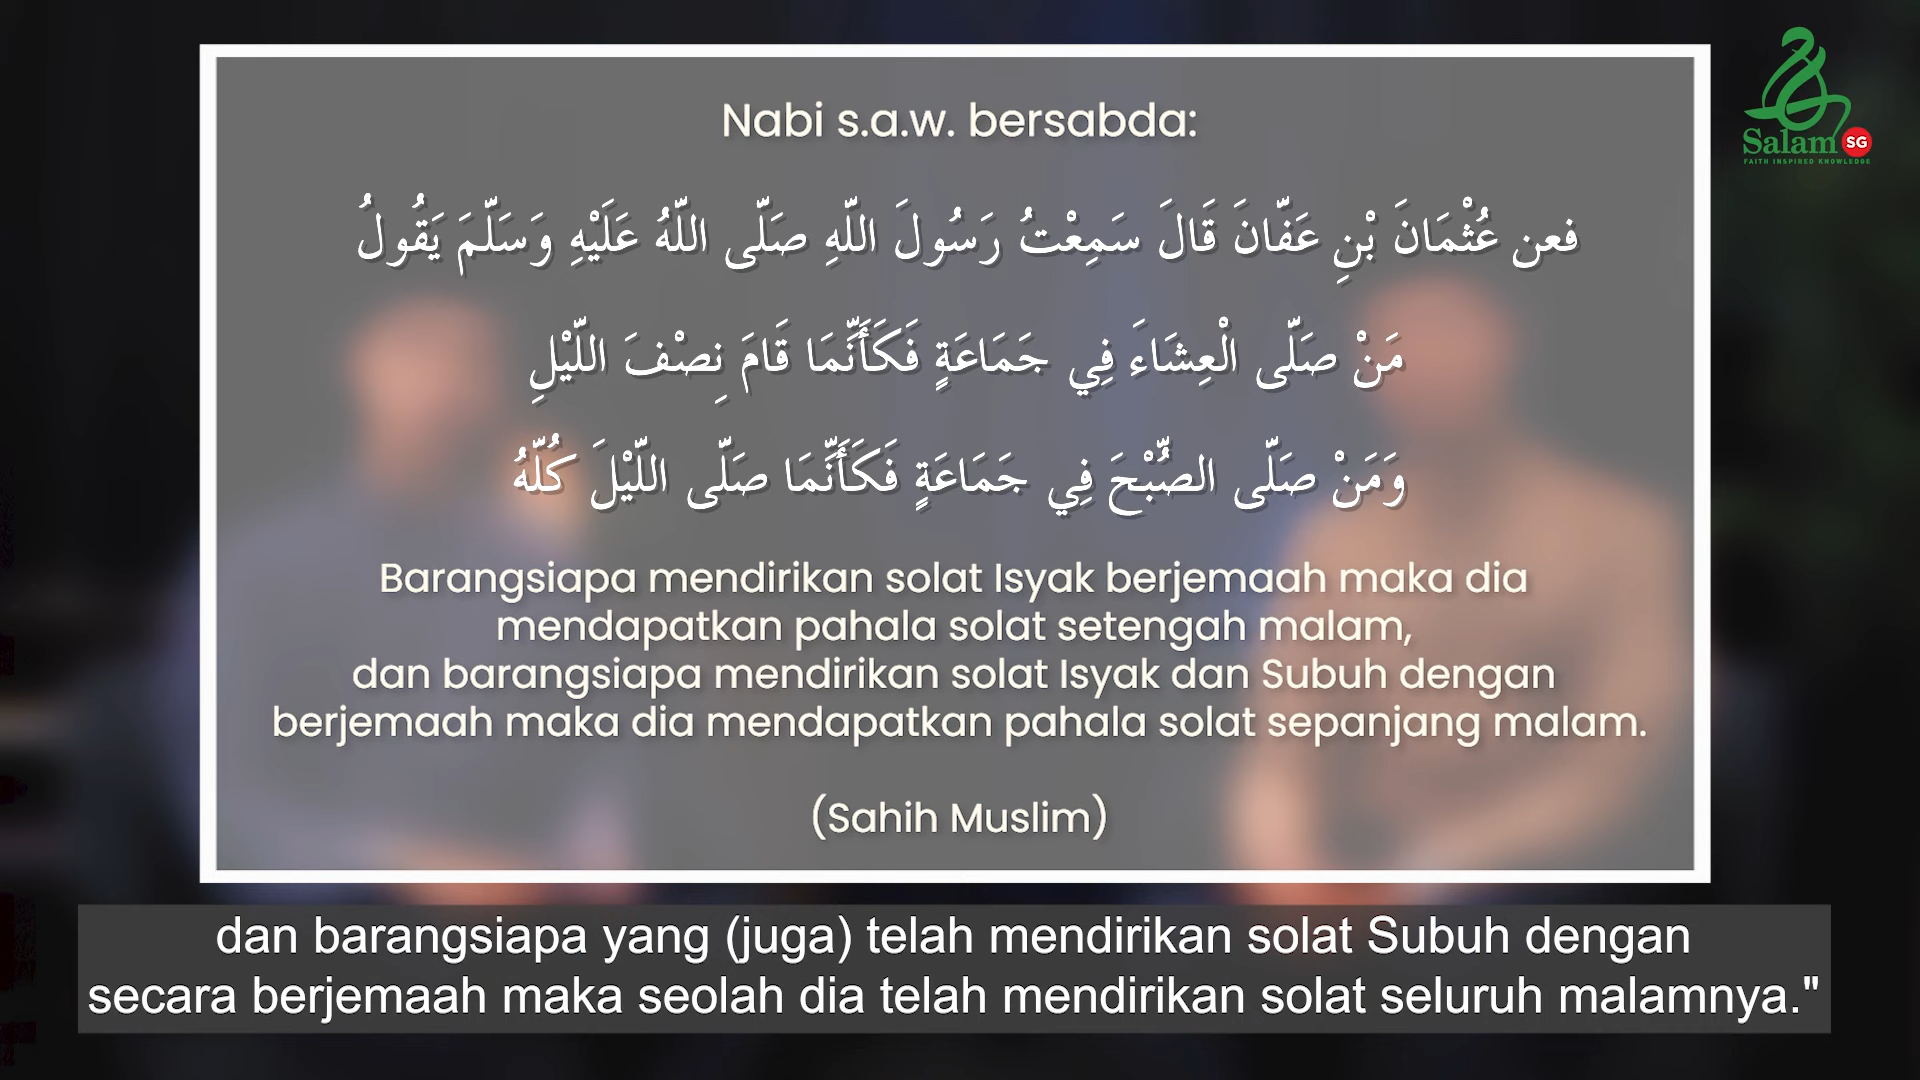 Nabi s.a.w. bersabda:
فعن عُثْمَانَ بْنِ عَفَّانَ قَالَ سَمِعْتُ رَسُولَ اللّهِ صَلّى اللّهُ عَلَيْهِ وَسَلّمَ يَقُولُ
مَنْ صَلّى الْعِشَاءَ فِي جَمَاعَةٍ فَكَأَنّمَا قَامَ نِصْفَ اللّيْلِ
وَمَنْ صَلّى الصُّبْحَ فِي جَمَاعَةٍ فَكَأَنّمَا صَلّى اللّيْلَ كُلّهُ
Barangsiapa mendirikan solat Isyak berjemaah maka dia
mendapatkan pahala solat setengah malam,
dan barangsiapa mendirikan solat Isyak dan Subuh dengan
berjemaah maka dia mendapatkan pahala solat sepanjang malam.
(Sahih Muslim)
Salam SG
FAITH INSPIRED KNOWLEDGE
dan barangsiapa yang (juga) telah mendirikan solat Subuh dengan
secara berjemaah maka seolah dia telah mendirikan solat seluruh malamnya."